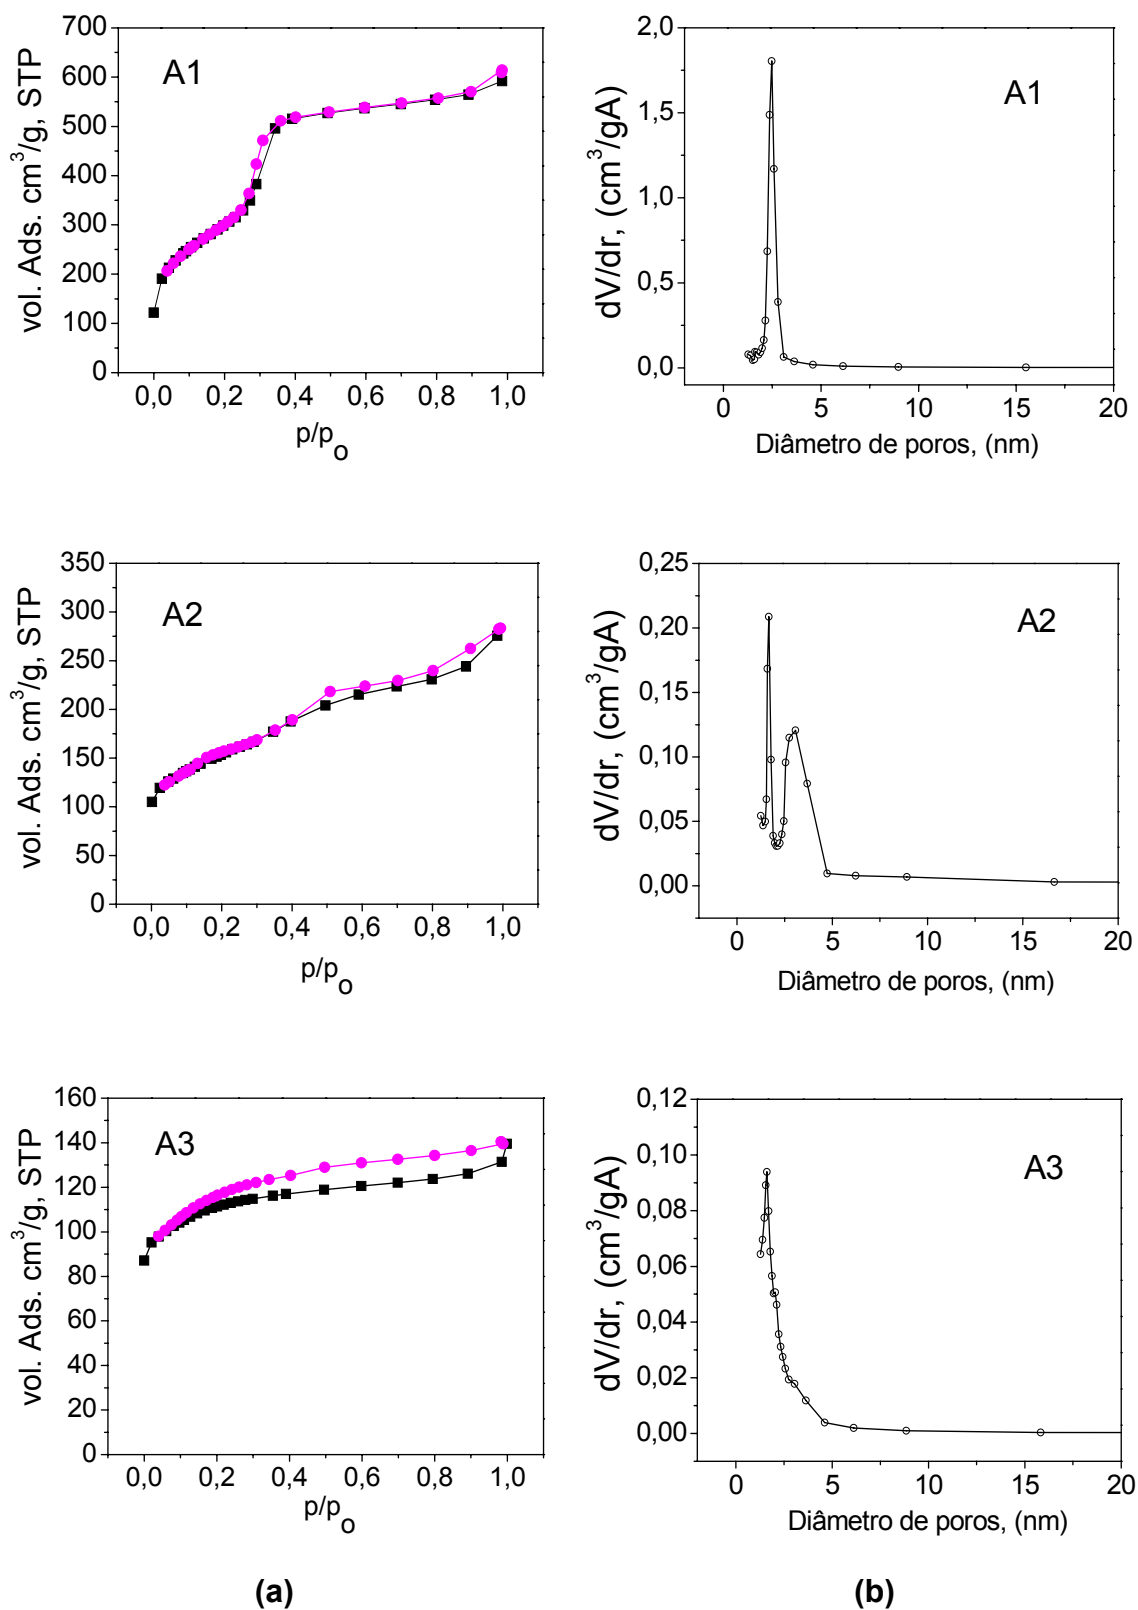 A1
vol. Ads. cm³/g, STP
700
600
500
400
300
200
100
0
0,0 0,2 0,4 0,6 0,8 1,0
p/p₀
A1
dV/dr, (cm³/gA)
2,0
1,5
1,0
0,5
0,0
0 5 10 15 20
Diâmetro de poros, (nm)
A2
vol. Ads. cm³/g, STP
350
300
250
200
150
100
50
0
0,0 0,2 0,4 0,6 0,8 1,0
p/p₀
A2
dV/dr, (cm³/gA)
0,25
0,20
0,15
0,10
0,05
0,00
0 5 10 15 20
Diâmetro de poros, (nm)
A3
vol. Ads. cm³/g, STP
160
140
120
100
80
60
40
20
0
0,0 0,2 0,4 0,6 0,8 1,0
p/p₀
A3
dV/dr, (cm³/gA)
0,12
0,10
0,08
0,06
0,04
0,02
0,00
0 5 10 15 20
Diâmetro de poros, (nm)
(a)
(b)